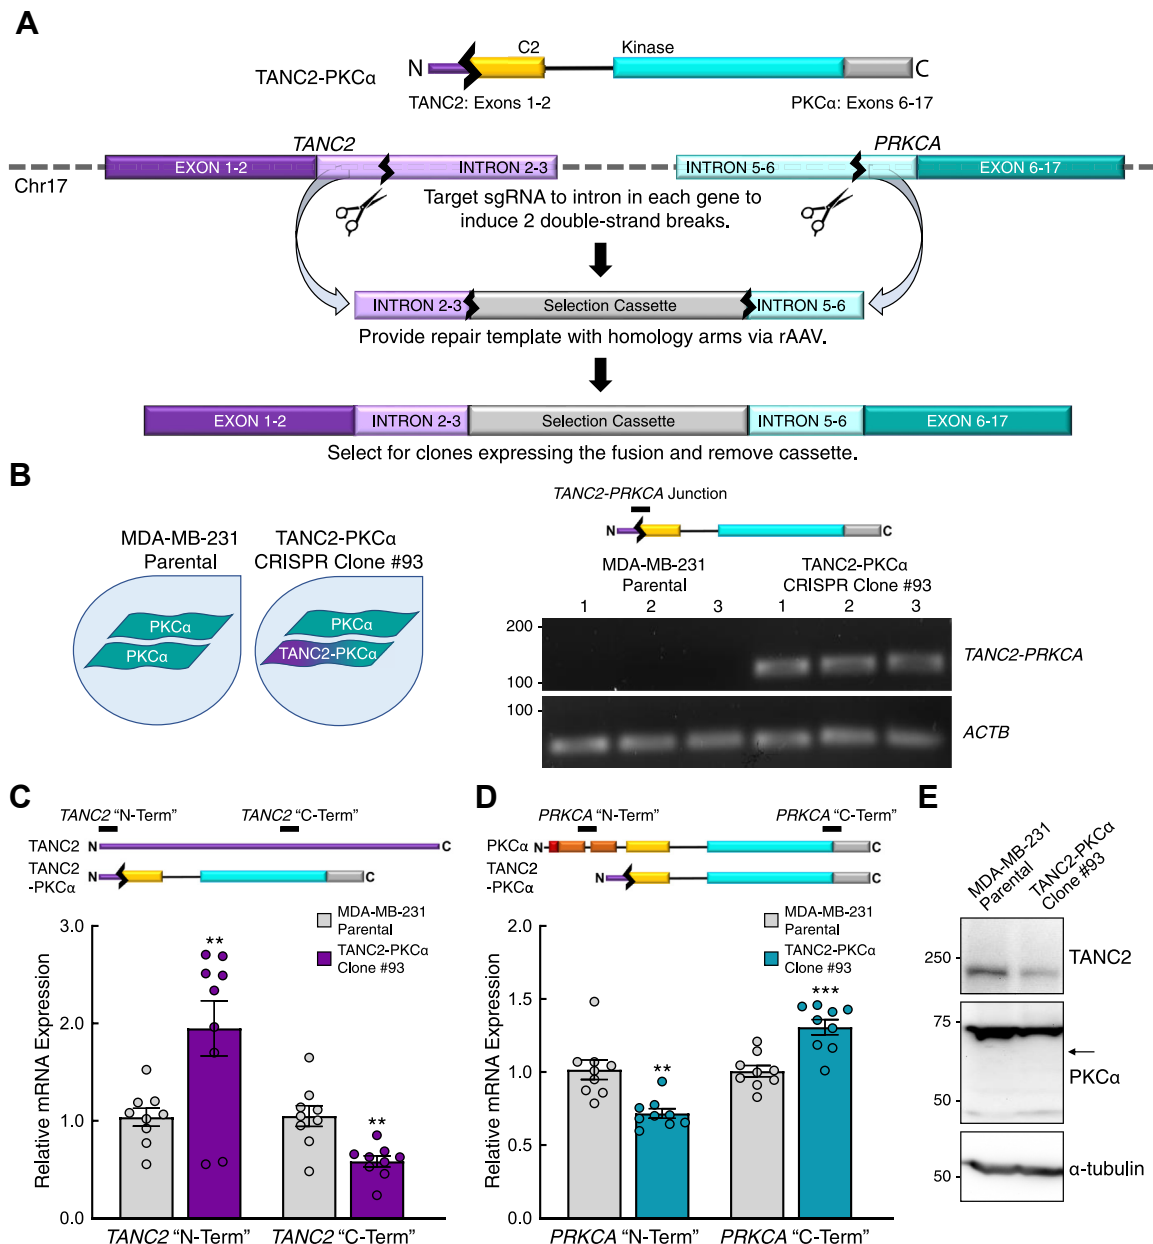 A
TANC2-PKCα
N
C2
Kinase
C
TANC2: Exons 1-2
PKCα: Exons 6-17
TANC2
PRKCA
EXON 1-2
INTRON 2-3
INTRON 5-6
EXON 6-17
Chr17
Target sgRNA to intron in each gene to
induce 2 double-strand breaks.
INTRON 2-3
Selection Cassette
INTRON 5-6
Provide repair template with homology arms via rAAV.
EXON 1-2
INTRON 2-3
Selection Cassette
INTRON 5-6
EXON 6-17
Select for clones expressing the fusion and remove cassette.
B
MDA-MB-231
Parental
TANC2-PKCα
CRISPR Clone #93
PKCα
PKCα
PKCα
TANC2-PKCα
TANC2-PRKCA Junction
N
C
MDA-MB-231
Parental
TANC2-PKCα
CRISPR Clone #93
1 2 3 1 2 3
200
100
TANC2-PRKCA
100
ACTB
C
TANC2 “N-Term”
TANC2 “C-Term”
TANC2
N
C
TANC2
-PKCα
N
C
MDA-MB-231
Parental
TANC2-PKCα
Clone #93
Relative mRNA Expression
3.0
2.0
1.0
0.0
**
**
TANC2 “N-Term”
TANC2 “C-Term”
D
PRKCA “N-Term”
PRKCA “C-Term”
PKCα
N
C
TANC2
-PKCα
N
C
MDA-MB-231
Parental
TANC2-PKCα
Clone #93
Relative mRNA Expression
2.0
1.5
1.0
0.5
0.0
**
***
PRKCA “N-Term”
PRKCA “C-Term”
E
MDA-MB-231
Parental
TANC2-PKCα
Clone #93
250
TANC2
75
50
PKCα
50
α-tubulin